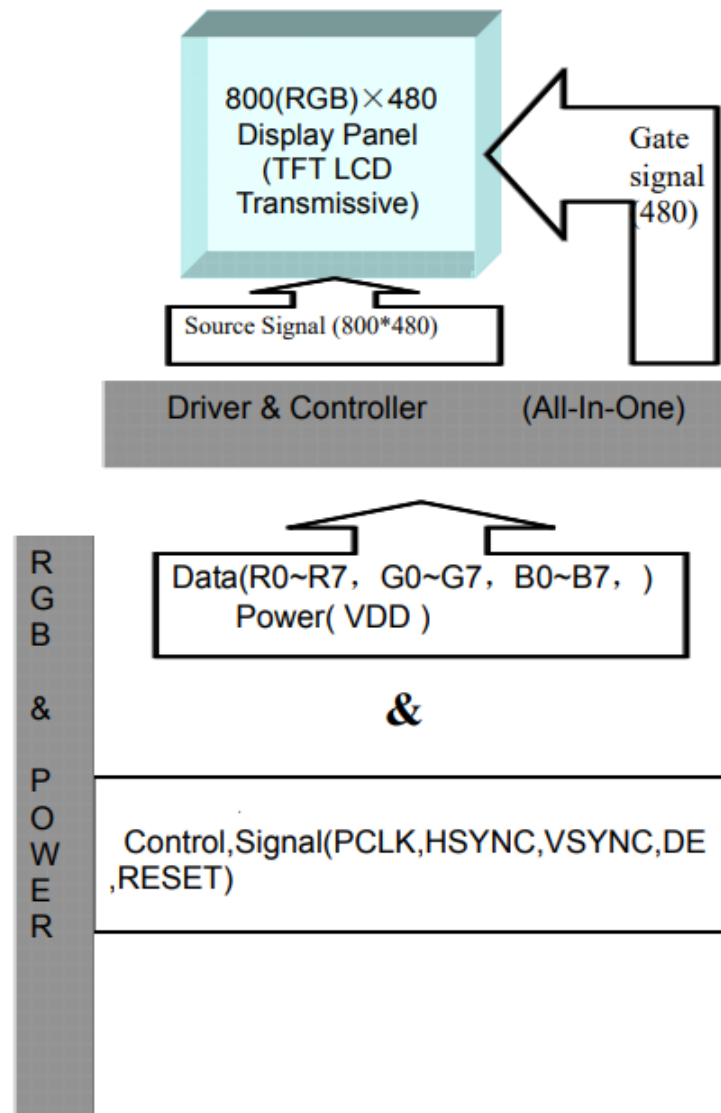 800(RGB)×480
Display Panel
(TFT LCD
Transmissive)
Gate
signal
(480)
Source Signal (800*480)
Driver & Controller (All-In-One)
R
G
B
&
P
O
W
E
R
Data(R0~R7，G0~G7，B0~B7，)
Power( VDD )
&
Control,Signal(PCLK,HSYNC,VSYNC,DE
,RESET)